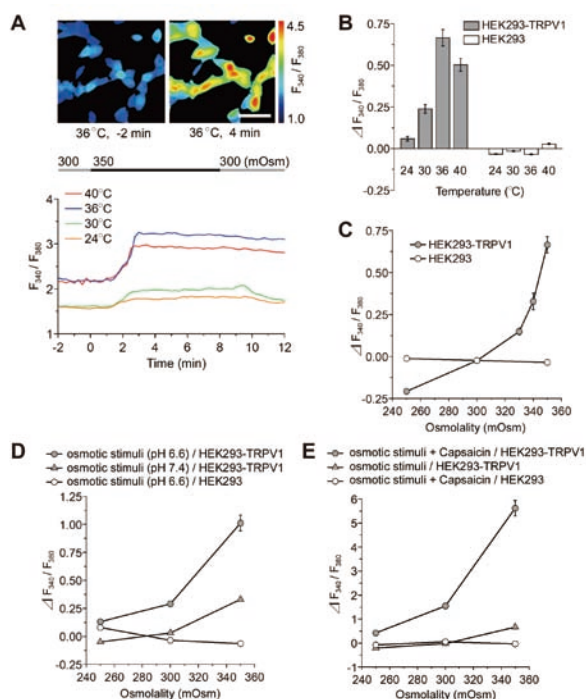 A
4.5
F340 / F380
1.0
36°C, -2 min
36°C, 4 min
300 350 300 (mOsm)
40°C
36°C
30°C
24°C
4
3
2
1
F340 / F380
-2 0 2 4 6 8 10 12
Time (min)
B
HEK293-TRPV1
HEK293
0.75
0.50
0.25
0.00
-0.25
⊿ F340 / F380
24 30 36 40 24 30 36 40
Temperature (°C)
C
HEK293-TRPV1
HEK293
0.75
0.50
0.25
0.00
-0.25
⊿ F340 / F380
240 260 280 300 320 340 360
Osmolality (mOsm)
D
osmotic stimuli (pH 6.6) / HEK293-TRPV1
osmotic stimuli (pH 7.4) / HEK293-TRPV1
osmotic stimuli (pH 6.6) / HEK293
1.25
1.00
0.75
0.50
0.25
0.00
-0.25
⊿ F340 / F380
240 260 280 300 320 340 360
Osmolality (mOsm)
E
osmotic stimuli + Capsaicin / HEK293-TRPV1
osmotic stimuli / HEK293-TRPV1
osmotic stimuli + Capsaicin / HEK293
6
5
4
3
2
1
0
-1
⊿ F340 / F380
240 260 280 300 320 340 360
Osmolality (mOsm)